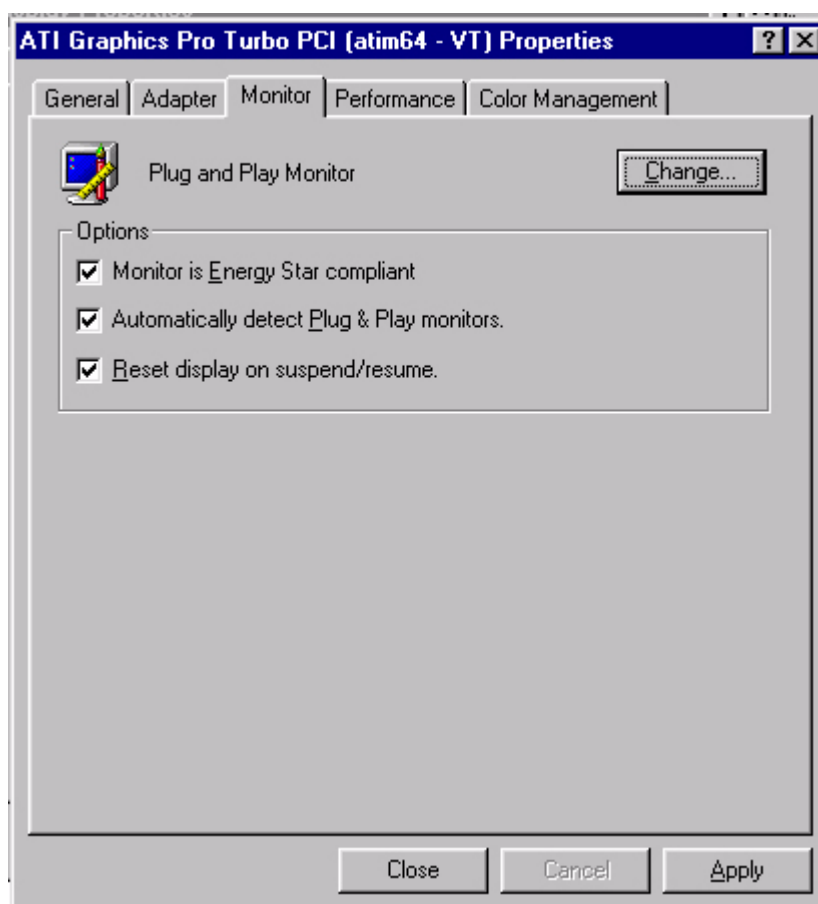 ATI Graphics Pro Turbo PCI (atim64 - VT) Properties
General Adapter Monitor Performance Color Management
Plug and Play Monitor Change...
Options
Monitor is Energy Star compliant
Automatically detect Plug & Play monitors.
Reset display on suspend/resume.
Close Cancel Apply